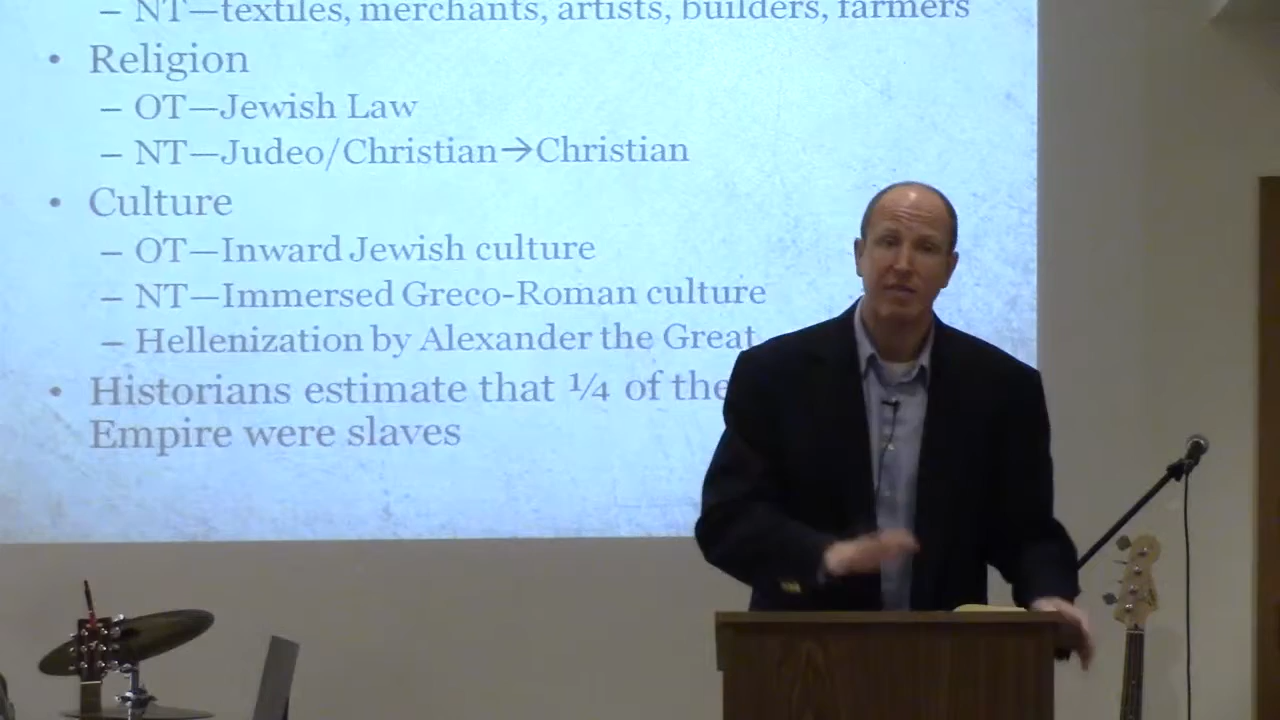 – NT—textiles, merchants, artists, builders, farmers
• Religion
– OT—Jewish Law
– NT—Judeo/Christian→Christian
• Culture
– OT—Inward Jewish culture
– NT—Immersed Greco-Roman culture
– Hellenization by Alexander the Great
• Historians estimate that ¼ of the
Empire were slaves